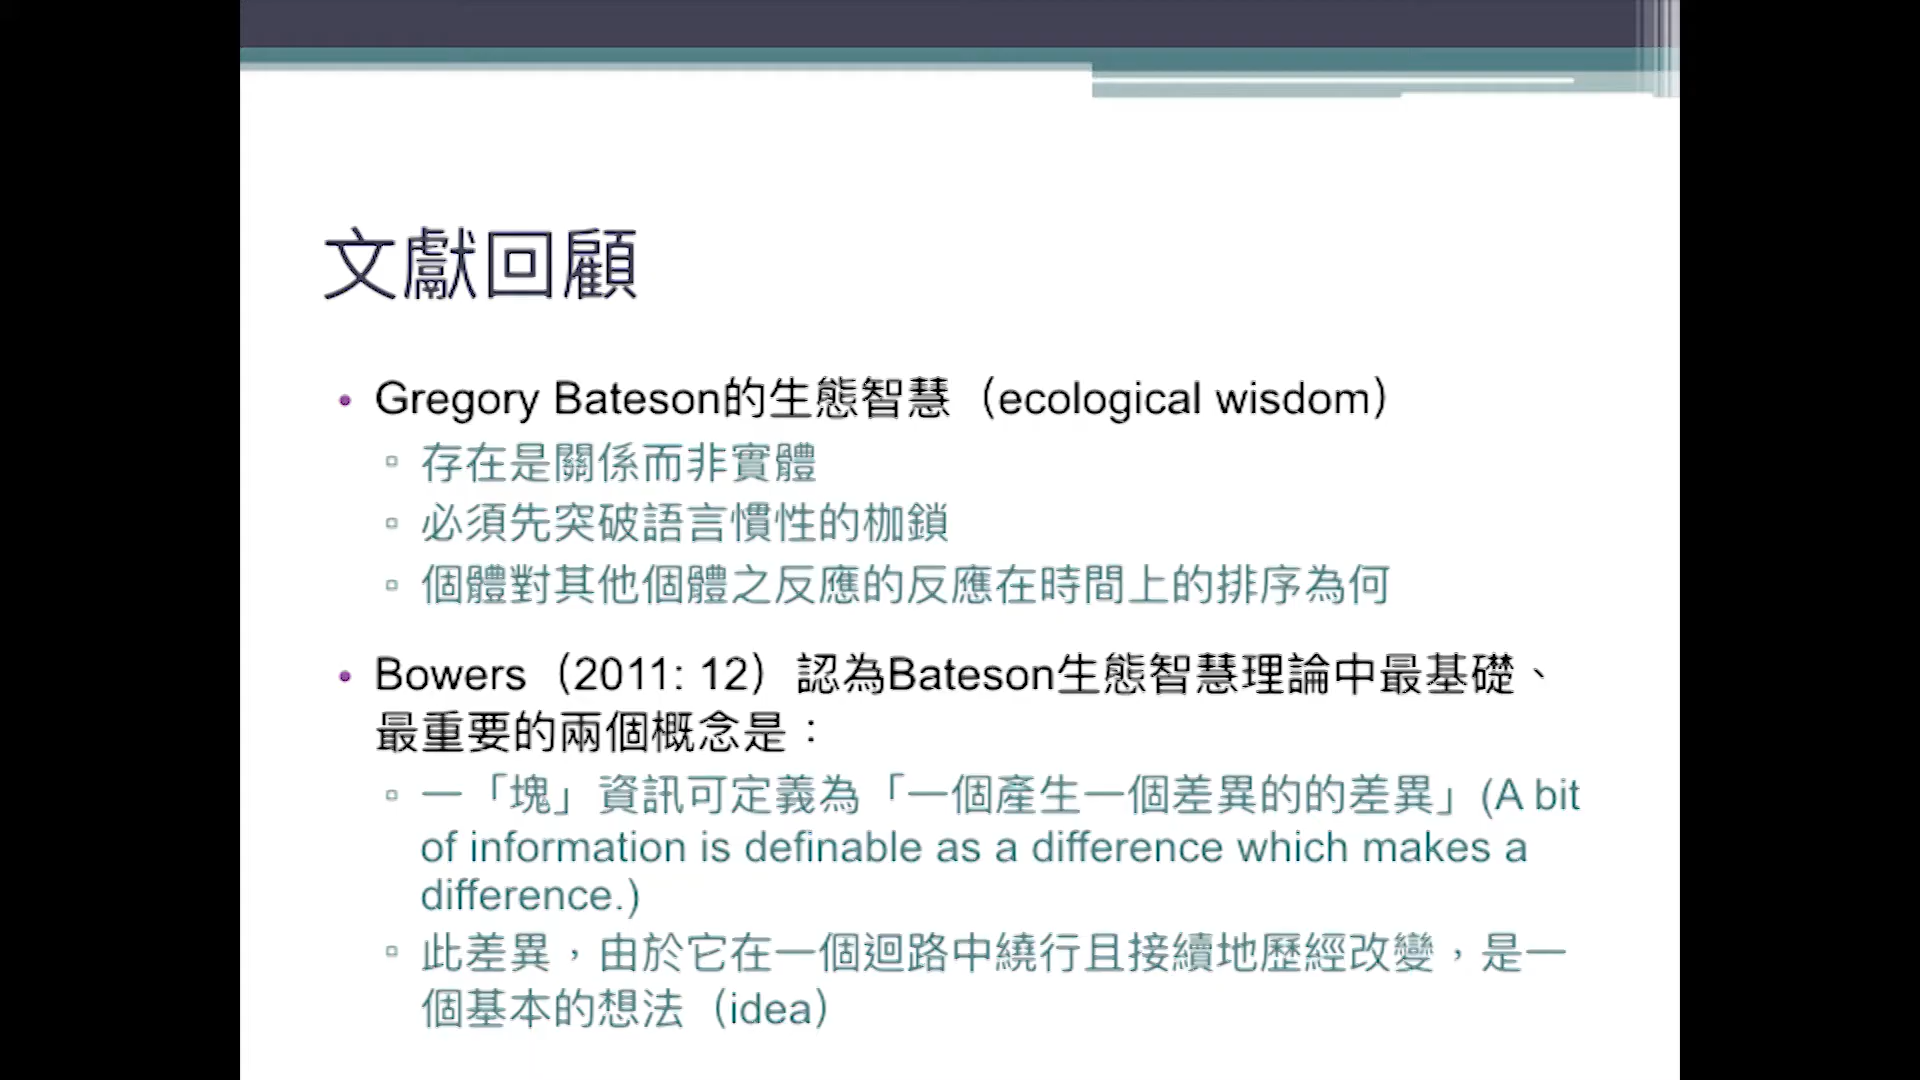 文獻回顧
• Gregory Bateson的生態智慧（ecological wisdom）
▫ 存在是關係而非實體
▫ 必須先突破語言慣性的枷鎖
▫ 個體對其他個體之反應的反應在時間上的排序為何
• Bowers（2011: 12）認為Bateson生態智慧理論中最基礎、
最重要的兩個概念是：
▫ 一「塊」資訊可定義為「一個產生一個差異的的差異」(A bit
of information is definable as a difference which makes a
difference.)
▫ 此差異，由於它在一個迴路中繞行且接續地歷經改變，是一
個基本的想法（idea）